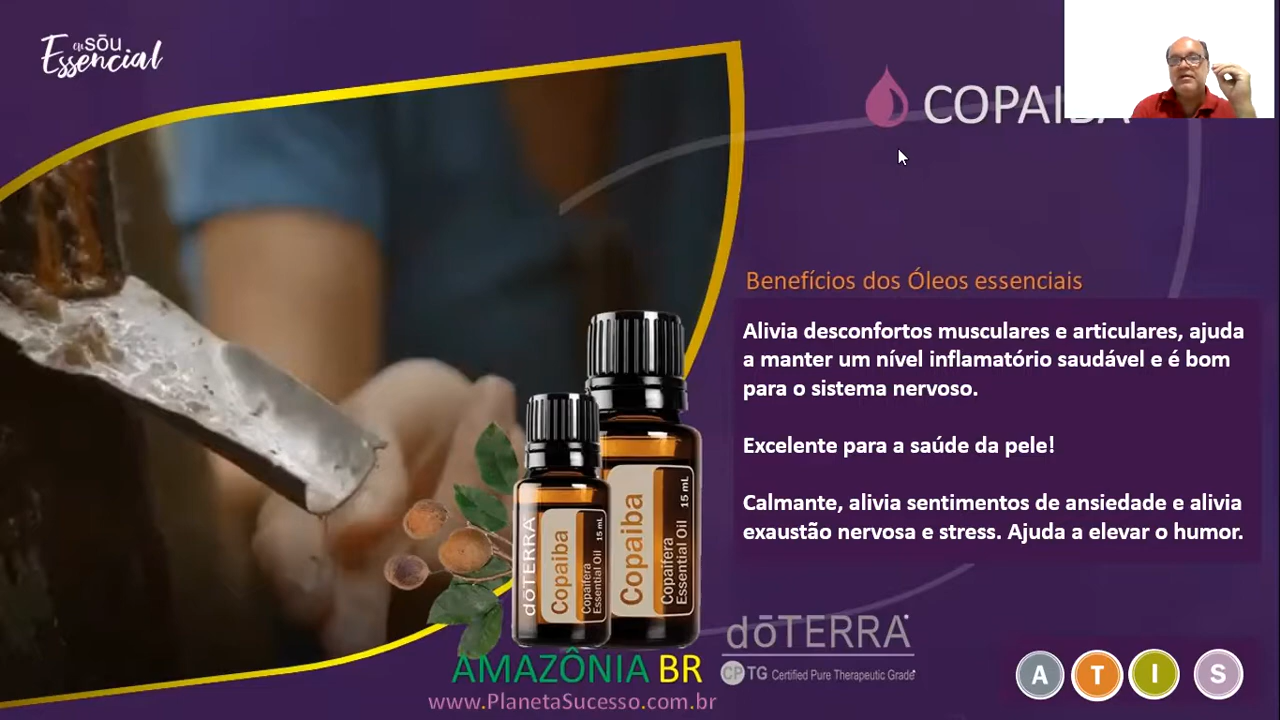 eu sōu
Essencial
COPAIBA
Benefícios dos Óleos essenciais
Alivia desconfortos musculares e articulares, ajuda
a manter um nível inflamatório saudável e é bom
para o sistema nervoso.
Excelente para a saúde da pele!
Calmante, alivia sentimentos de ansiedade e alivia
exaustão nervosa e stress. Ajuda a elevar o humor.
dōTERRA
Copaiba
Copaifera
Essential Oil
15 mL
Copaiba
Copaifera
Essential Oil
15 mL
AMAZÔNIA BR
www.PlanetaSucesso.com.br
dōTERRA
CPTG Certified Pure Therapeutic Grade
A T I S